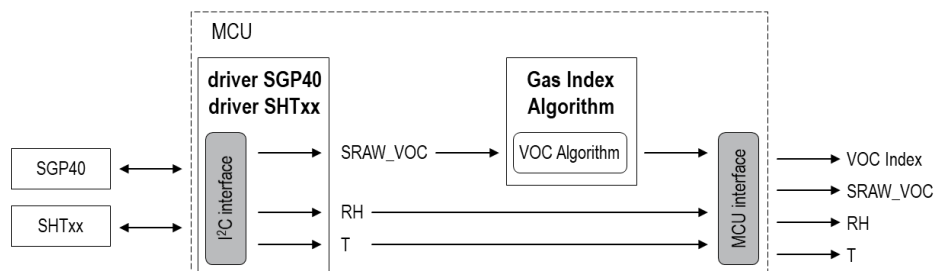 MCU
driver SGP40
driver SHTxx
Gas Index
Algorithm
SGP40
SHTxx
I²C interface
SRAW_VOC
VOC Algorithm
RH
T
MCU interface
VOC Index
SRAW_VOC
RH
T